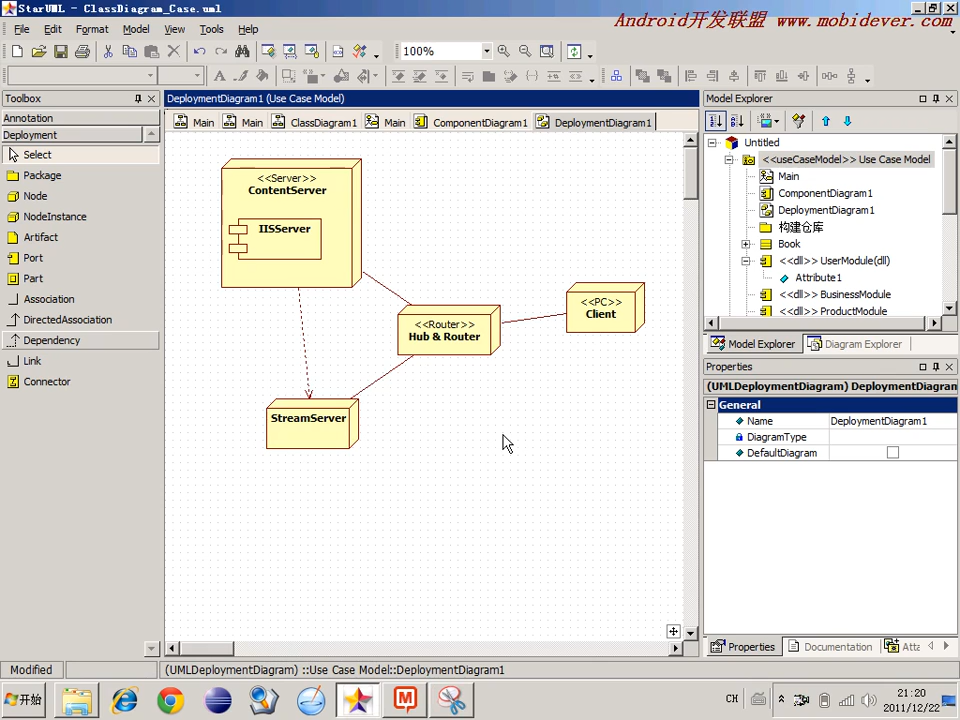 StarUML - ClassDiagram_Case.uml
Android开发联盟 www.mobidever.com
File Edit Format Model View Tools Help
100%
Toolbox
Annotation
Deployment
Select
Package
Node
NodeInstance
Artifact
Port
Part
Association
DirectedAssociation
Dependency
Link
Connector
DeploymentDiagram1 (Use Case Model)
Main Main ClassDiagram1 Main ComponentDiagram1 DeploymentDiagram1
<<Server>>
ContentServer
IISServer
<<Router>>
Hub & Router
<<PC>>
Client
StreamServer
Model Explorer
Untitled
<<useCaseModel>> Use Case Model
Main
ComponentDiagram1
DeploymentDiagram1
构建仓库
Book
<<dll>> UserModule(dll)
Attribute1
<<dll>> BusinessModule
<<dll>> ProductModule
Model Explorer Diagram Explorer
Properties
(UMLDeploymentDiagram) DeploymentDiagram
General
Name DeploymentDiagram1
DiagramType
DefaultDiagram
Properties Documentation Atta
Modified
(UMLDeploymentDiagram) ::Use Case Model::DeploymentDiagram1
开始
CH
21:20
2011/12/22